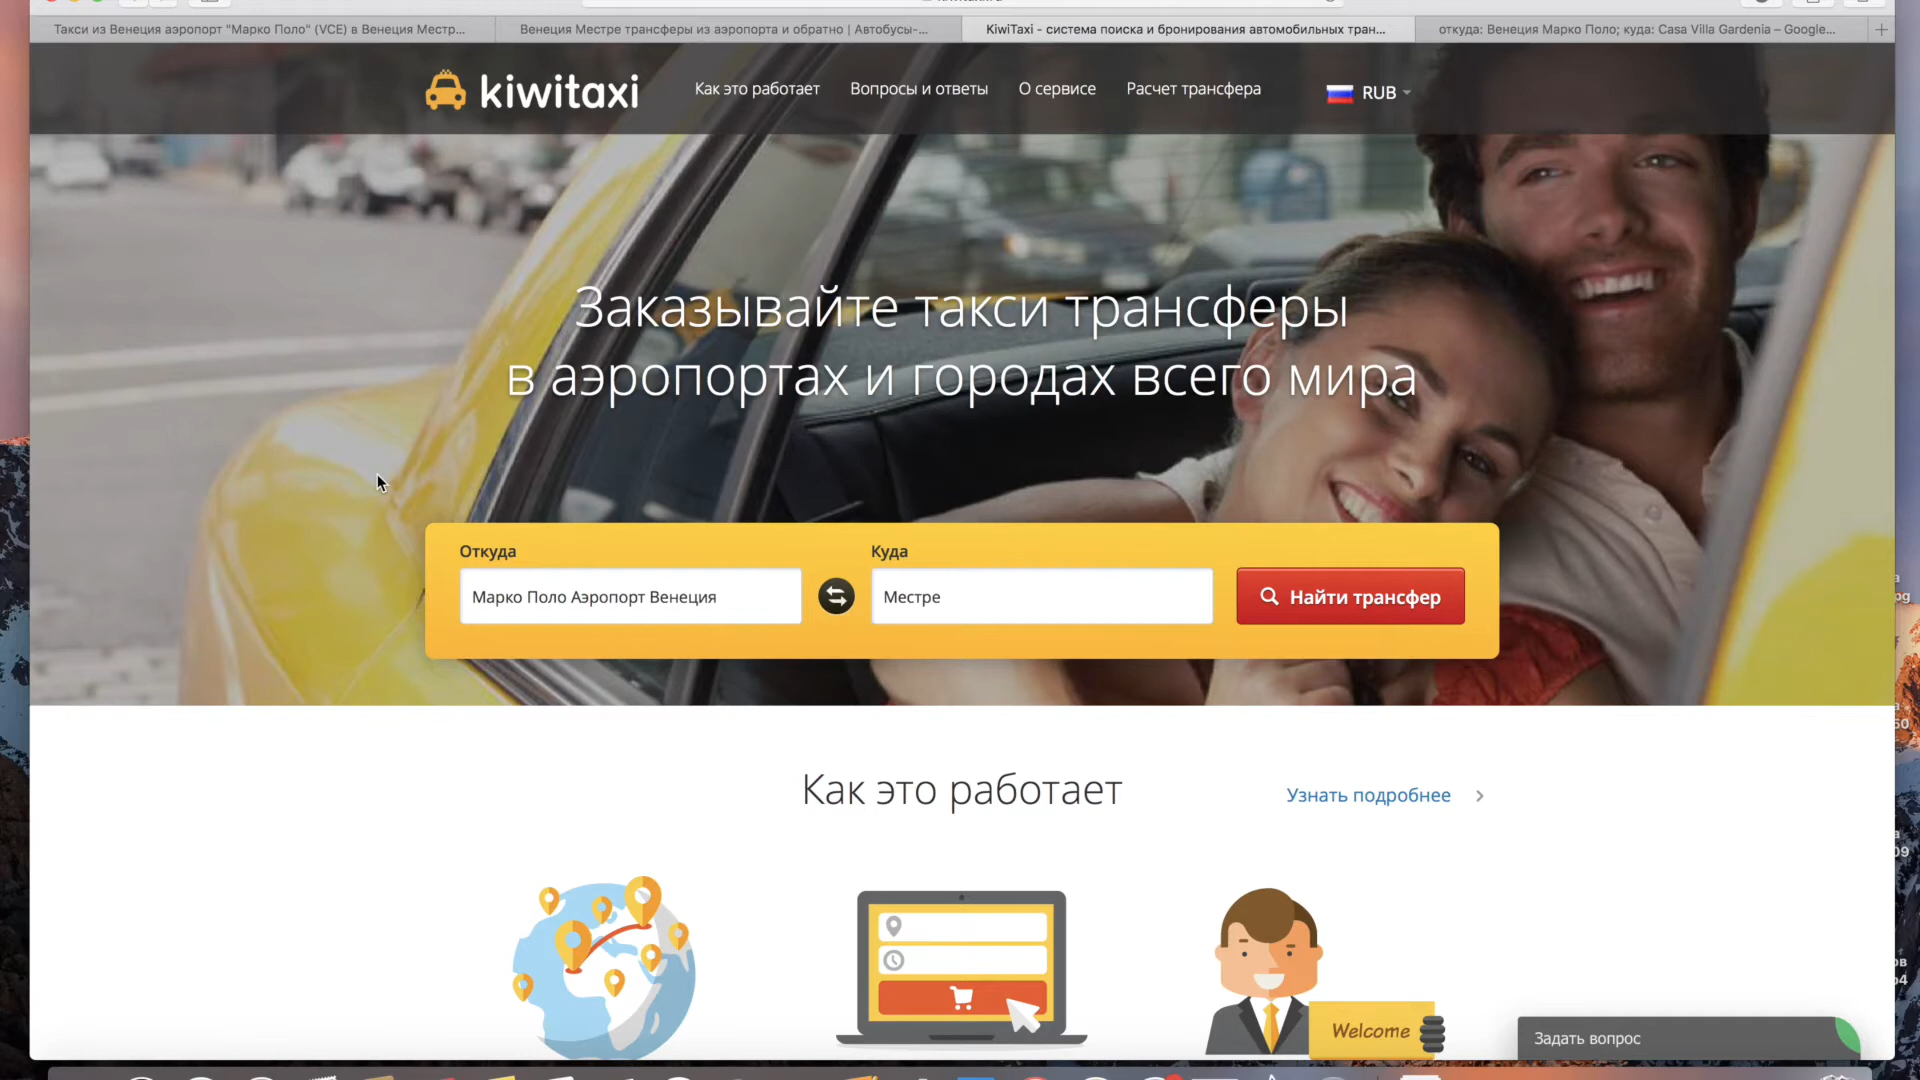 Такси из Венеция аэропорт "Марко Поло" (VCE) в Венеция Местр...
Венеция Местре трансферы из аэропорта и обратно | Автобусы-...
KiwiTaxi - система поиска и бронирования автомобильных тран...
откуда: Венеция Марко Поло; куда: Casa Villa Gardenia – Google...
kiwitaxi
Как это работает
Вопросы и ответы
О сервисе
Расчет трансфера
RUB
Заказывайте такси трансферы
в аэропортах и городах всего мира
Откуда
Куда
Марко Поло Аэропорт Венеция
Местре
Найти трансфер
Как это работает
Узнать подробнее
Welcome
Задать вопрос